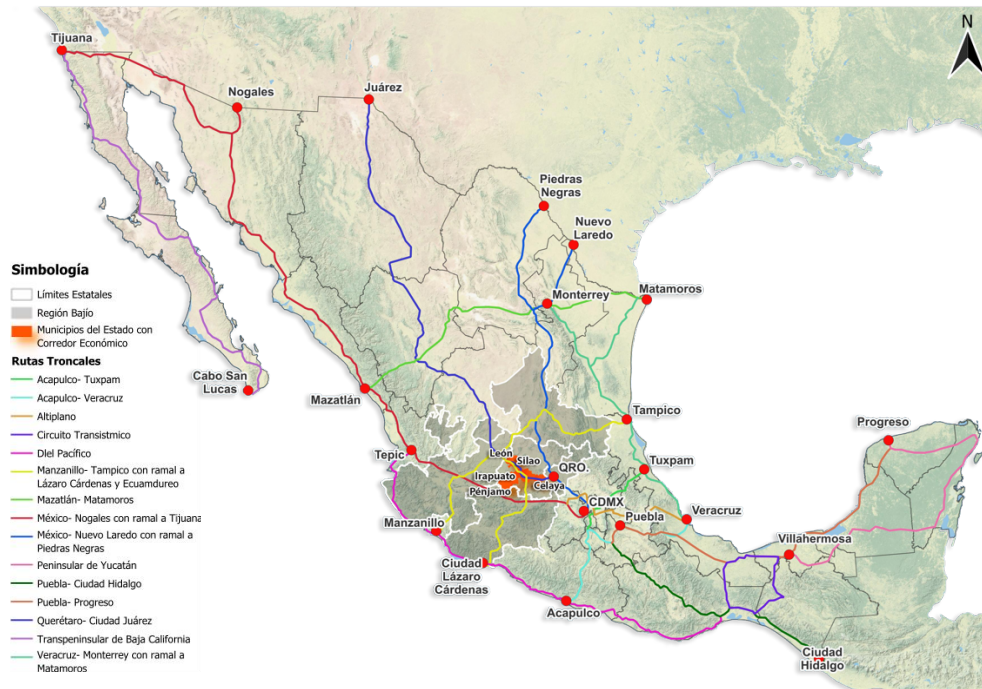 N
Tijuana
Nogales
Juárez
Piedras
Negras
Nuevo
Laredo
Monterrey
Matamoros
Cabo San
Lucas
Mazatlán
Tampico
Progreso
Tepic
León
Silao
QRO.
Tuxpam
Irapuato
Celaya
Pénjamo
CDMX
Puebla
Veracruz
Manzanillo
Villahermosa
Ciudad
Lázaro
Cárdenas
Acapulco
Ciudad
Hidalgo
Simbología
Límites Estatales
Región Bajío
Municipios del Estado con
Corredor Económico
Rutas Troncales
Acapulco- Tuxpam
Acapulco- Veracruz
Altiplano
Circuito Transistmico
Dlel Pacífico
Manzanillo- Tampico con ramal a
Lázaro Cárdenas y Ecuamdureo
Mazatlán- Matamoros
México- Nogales con ramal a Tijuana
México- Nuevo Laredo con ramal a
Piedras Negras
Peninsular de Yucatán
Puebla- Ciudad Hidalgo
Puebla- Progreso
Querétaro- Ciudad Juárez
Transpeninsular de Baja California
Veracruz- Monterrey con ramal a
Matamoros